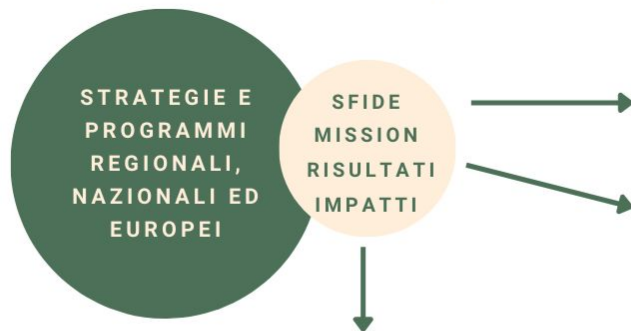 STRATEGIE E
PROGRAMMI
REGIONALI,
NAZIONALI ED
EUROPEI
SFIDE
MISSION
RISULTATI
IMPATTI